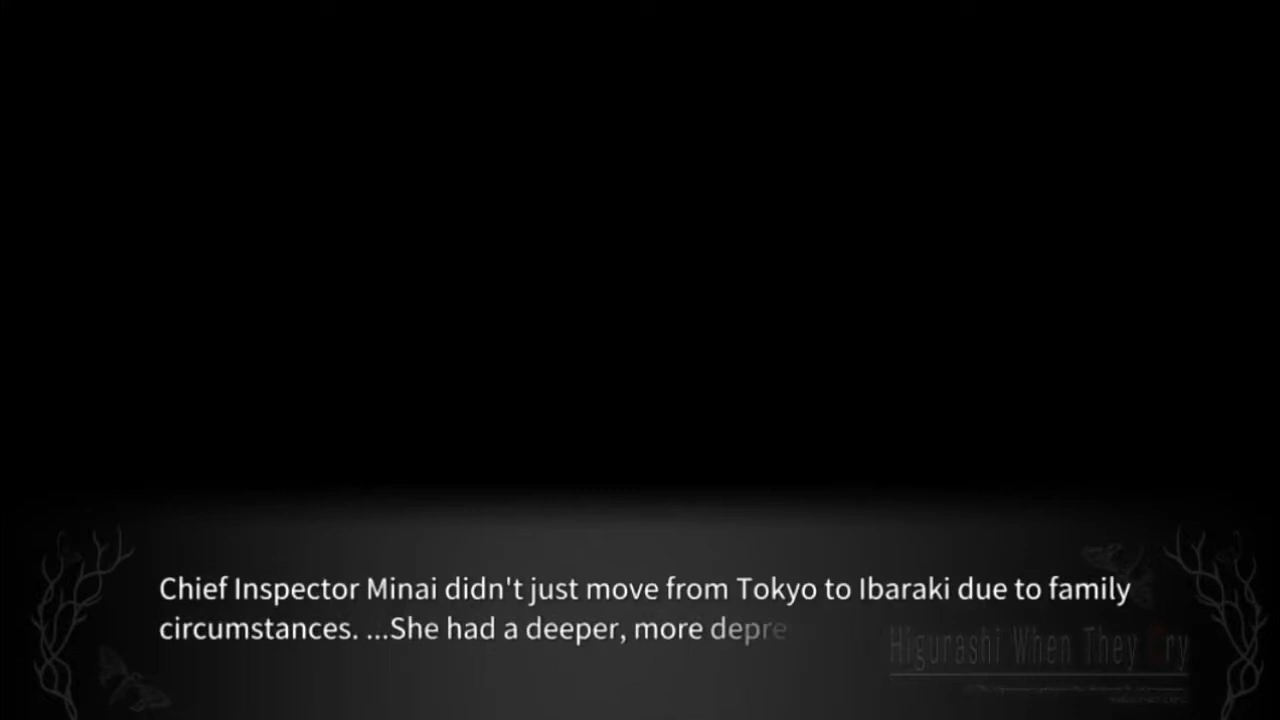 Chief Inspector Minai didn't just move from Tokyo to Ibaraki due to family
circumstances. ...She had a deeper, more depre
Higurashi When They Cry